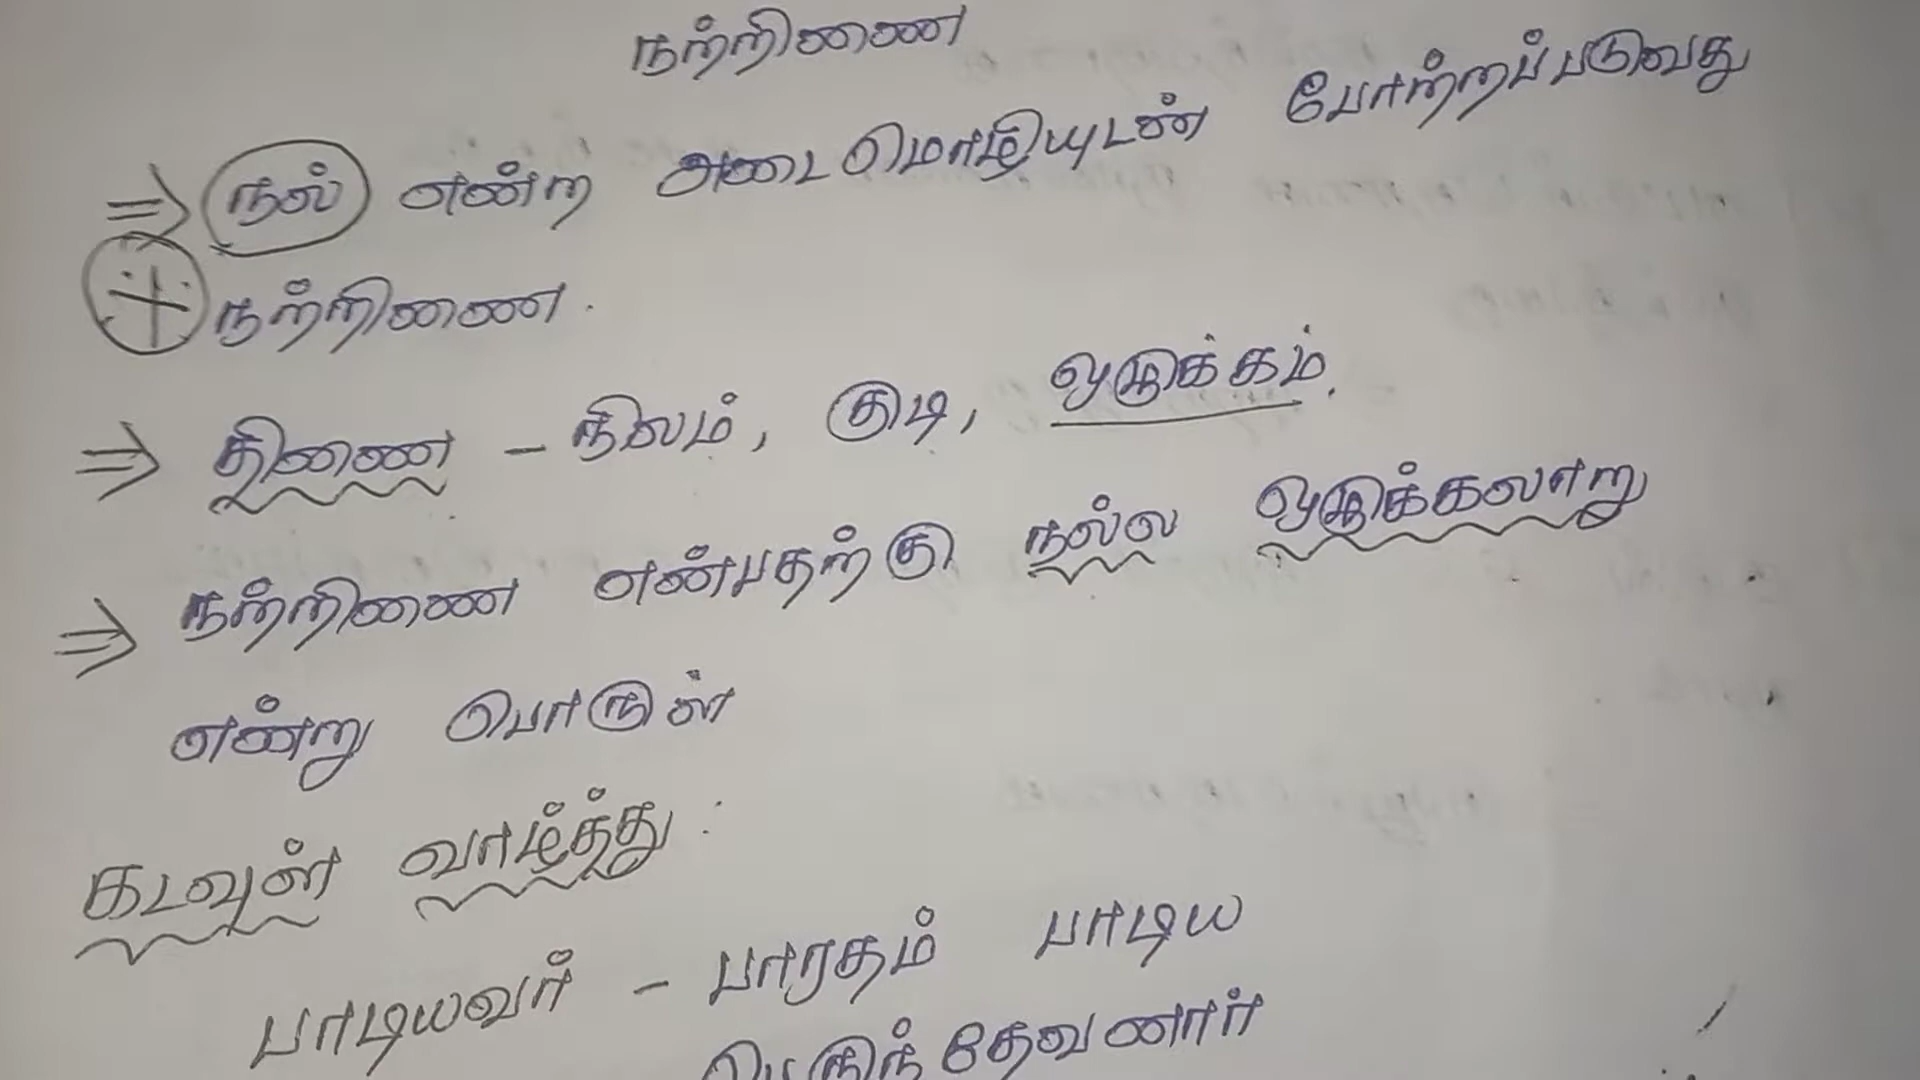 நற்றிணை
⇒ நல் என்ற அடைமொழியுடன் போற்றப்படுவது
நற்றிணை.
⇒ திணை - நிலம், குடி, ஒழுக்கம்.
⇒ நற்றிணை என்பதற்கு நல்ல ஒழுக்கலாறு
என்று பொருள்
கடவுள் வாழ்த்து :
பாடியவர் - பாரதம் பாடிய
பெருந்தேவனார்